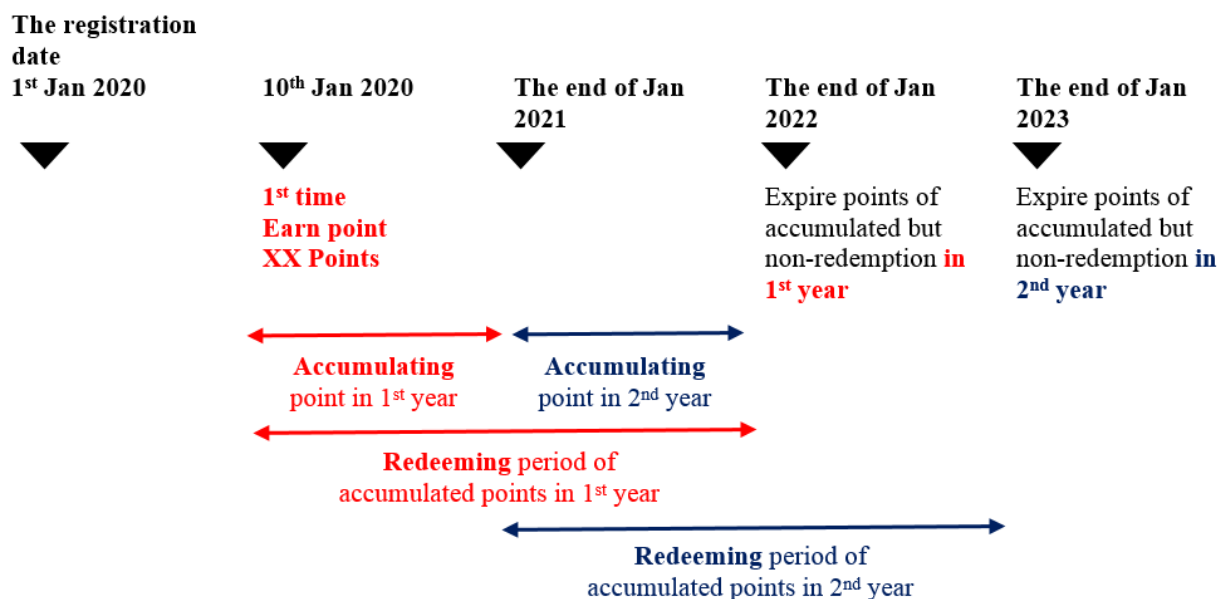 The registration
date
1st Jan 2020
10th Jan 2020
The end of Jan
2021
The end of Jan
2022
The end of Jan
2023
1st time
Earn point
XX Points
Expire points of
accumulated but
non-redemption in
1st year
Expire points of
accumulated but
non-redemption in
2nd year
Accumulating
point in 1st year
Accumulating
point in 2nd year
Redeeming period of
accumulated points in 1st year
Redeeming period of
accumulated points in 2nd year